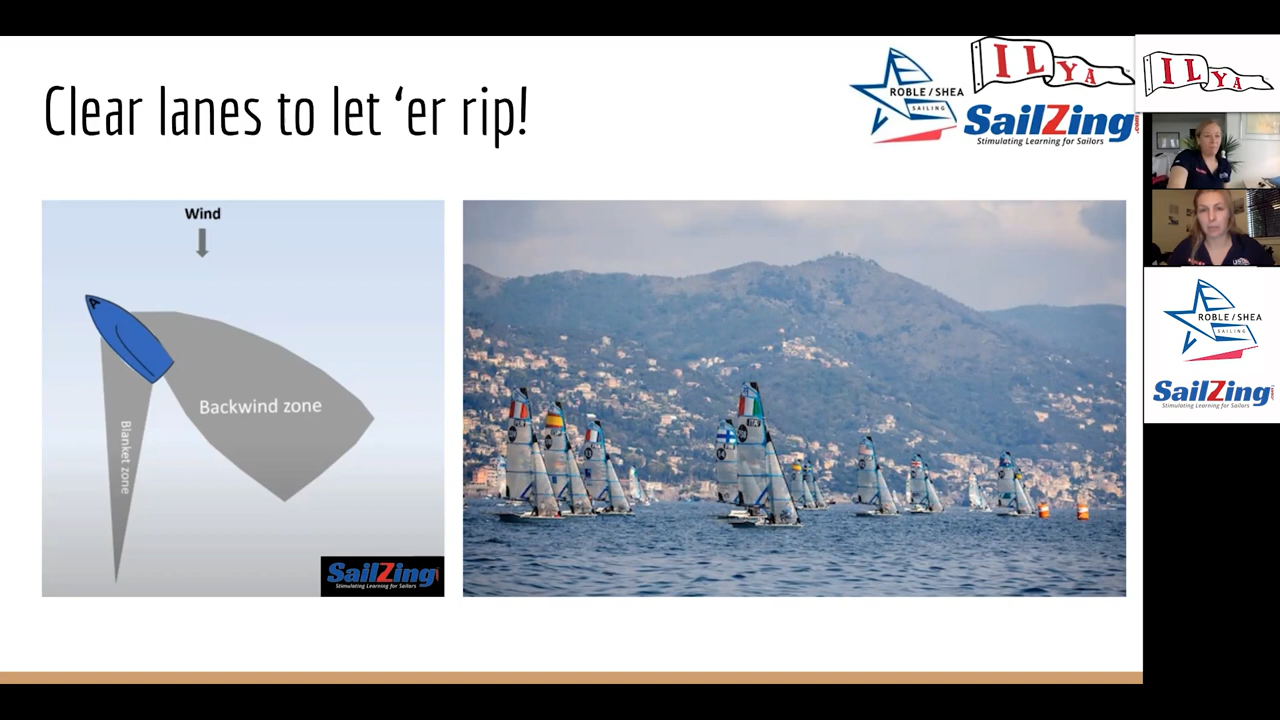 Clear lanes to let ‘er rip!
ROBLE / SHEA
SAILING
ILYA
SailZing
Stimulating Learning for Sailors
Wind
A
Backwind zone
Blanket zone
SailZing
Stimulating Learning for Sailors
ILYA
ROBLE / SHEA
SAILING
SailZing
Stimulating Learning for Sailors